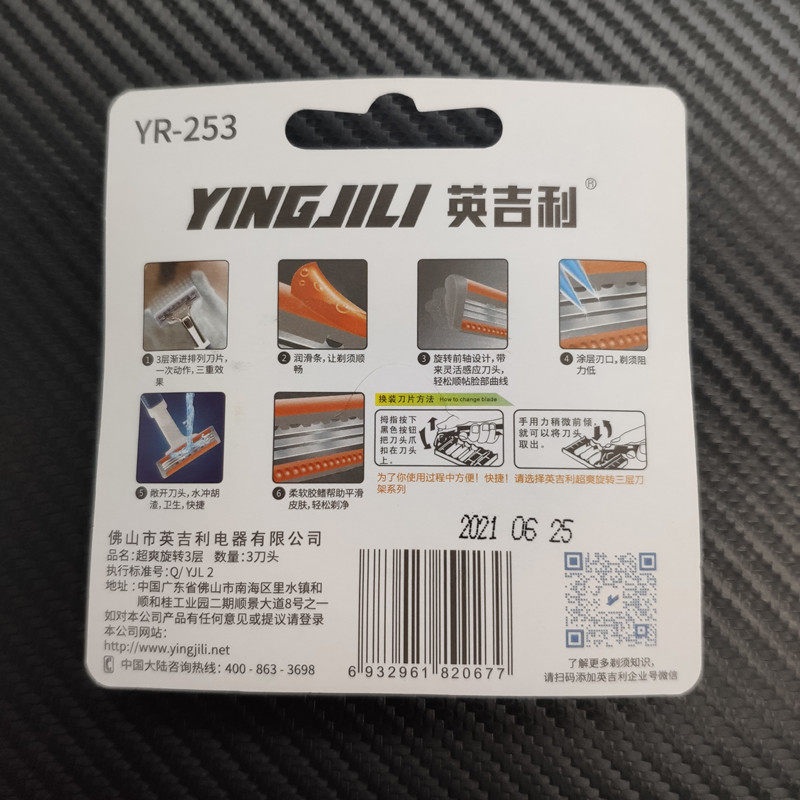 YR-253
YINGJILI 英吉利®
1 3层渐进排列刀片，
一次动作，三重效
果
2 润滑条，让剃须顺
畅
3 旋转前轴设计，带
来灵活感应刀头，
轻松顺帖脸部曲线
4 涂层刃口，剃须阻
力低
5 敞开刀头，水冲胡
渣，卫生，快捷
6 柔软胶鳍帮助平滑
皮肤，轻松剃净
换装刀片方法 How to change blade
拇指按下
黑色按钮
把刀头爪
扣在刀头
上。
手用力稍微前倾，
就可以将刀头
取出。
为了你使用过程中方便！快捷！请选择英吉利超爽旋转三层刀
架系列
2021 06 25
佛山市英吉利电器有限公司
品名：超爽旋转3层 数量：3刀头
执行标准号：Q/ YJL 2
地址：中国广东省佛山市南海区里水镇和
顺和桂工业园二期顺景大道8号之一
如对本公司产品有任何意见或提议请登录
本公司网站：
http://www.yingjili.net
中国大陆咨询热线：400-863-3698
6 932961 820677
了解更多剃须知识，
请扫码添加英吉利企业号微信